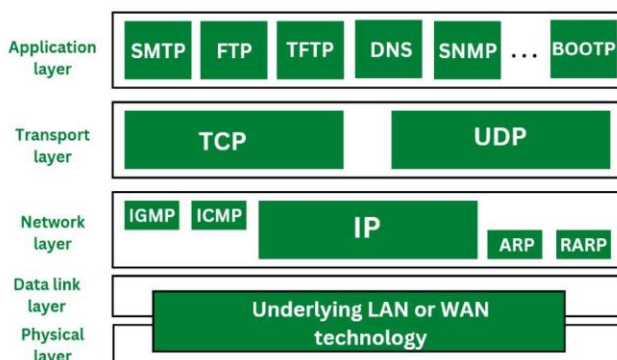 Application
layer
SMTP FTP TFTP DNS SNMP ... BOOTP
Transport
layer
TCP UDP
Network
layer
IGMP ICMP IP ARP RARP
Data link
layer
Physical
layer
Underlying LAN or WAN
technology